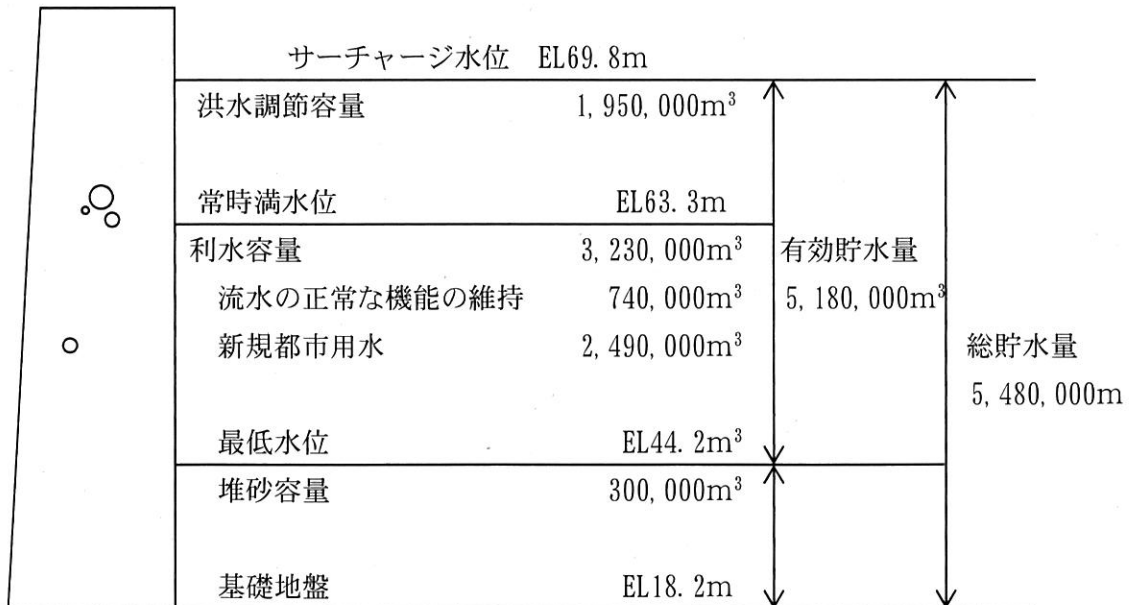 サーチャージ水位 EL69.8m
洪水調節容量 1,950,000m³
常時満水位 EL63.3m
利水容量 3,230,000m³ 有効貯水量
流水の正常な機能の維持 740,000m³ 5,180,000m³
新規都市用水 2,490,000m³ 総貯水量
5,480,000m
最低水位 EL44.2m³
堆砂容量 300,000m³
基礎地盤 EL18.2m